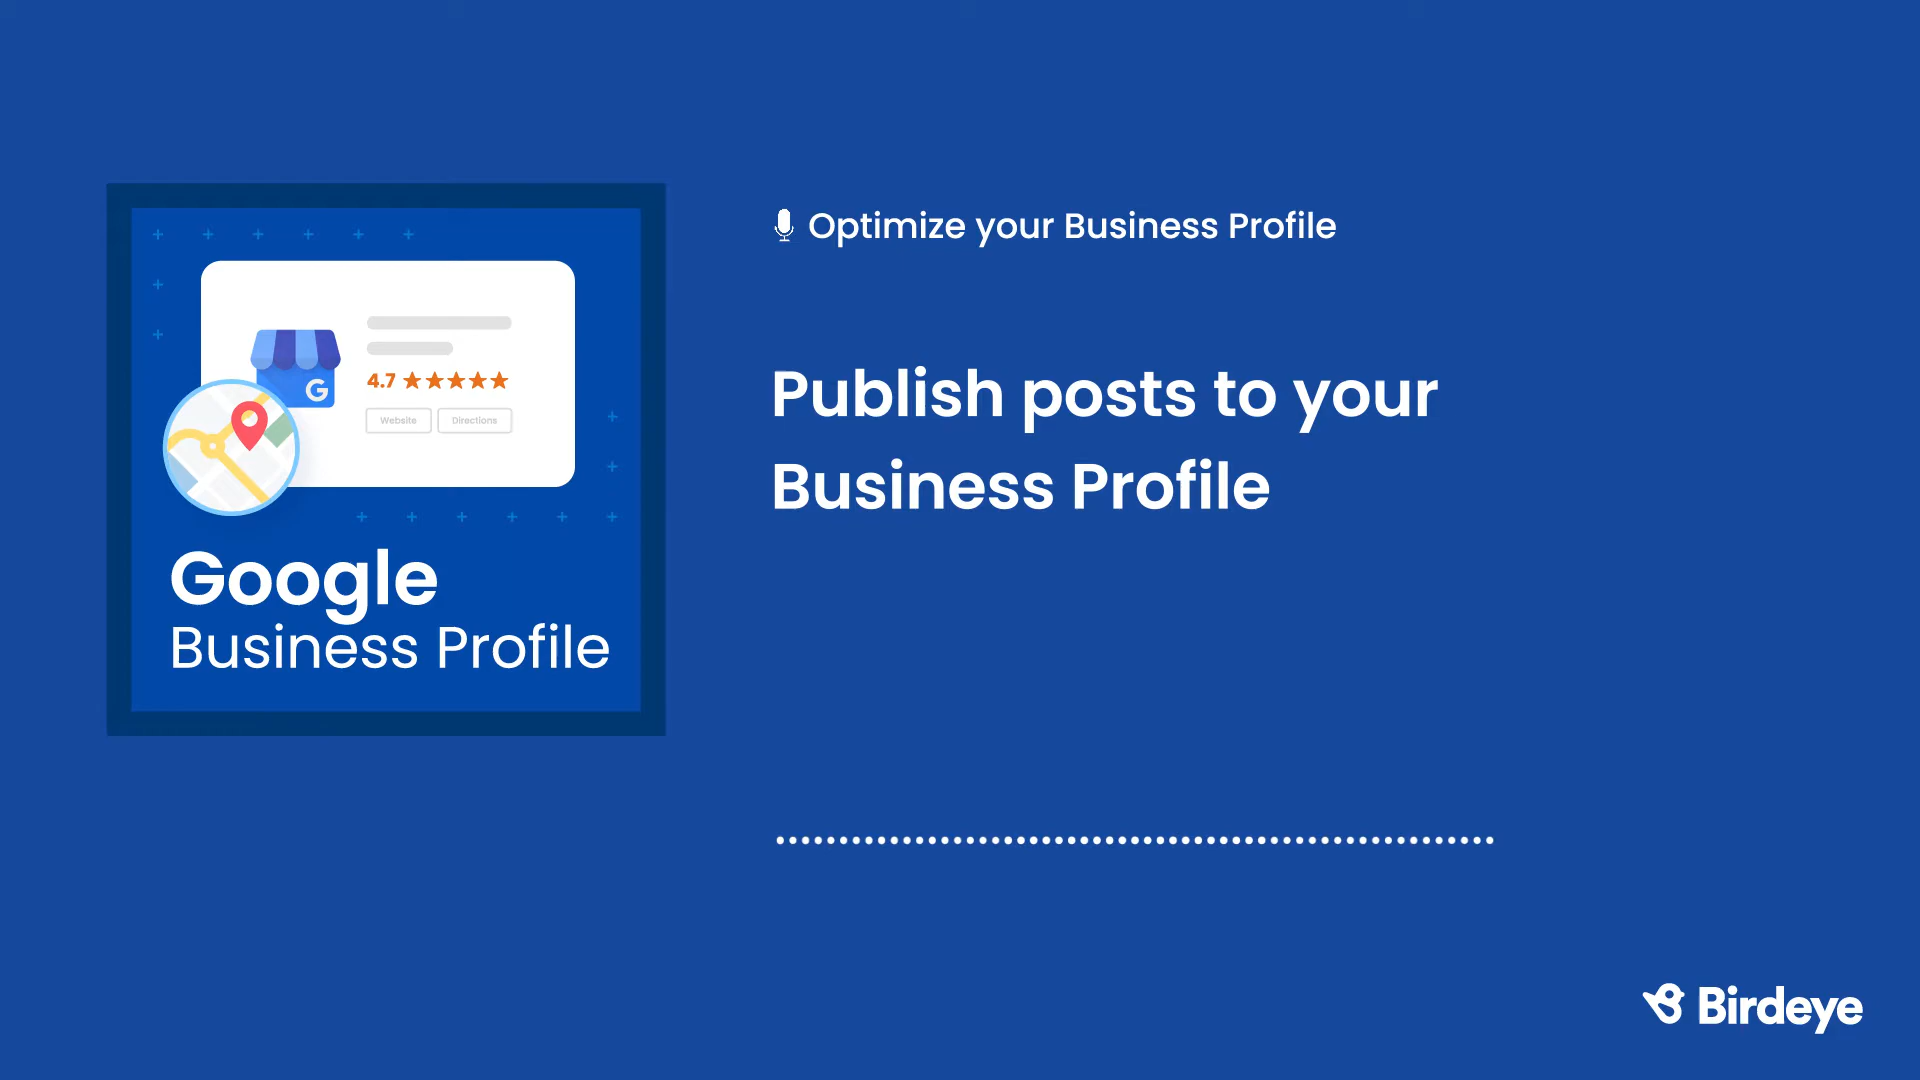 Optimize your Business Profile
Publish posts to your
Business Profile
G
4.7
Website Directions
Google
Business Profile
Birdeye